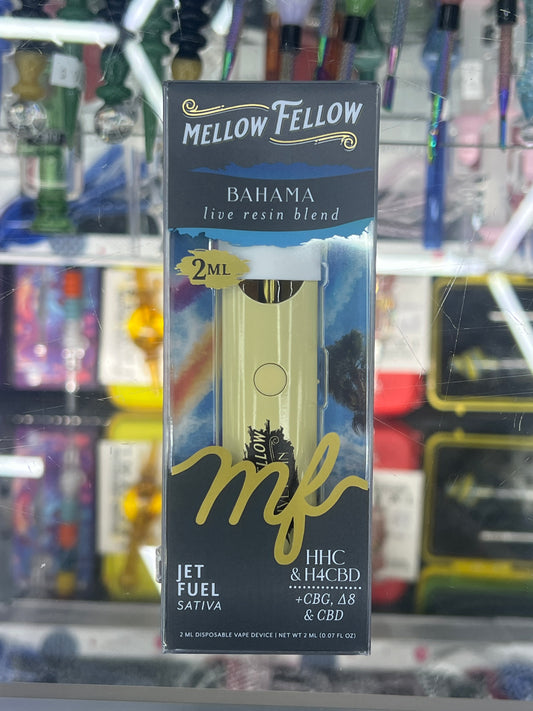 MELLOW FELLOW
BAHAMA
live resin blend
2ML
LLOW
mf
JET
FUEL
SATIVA
HHC
& H4CBD
+CBG, Δ8
& CBD
2 ML DISPOSABLE VAPE DEVICE | NET WT 2 ML (0.07 FL OZ)